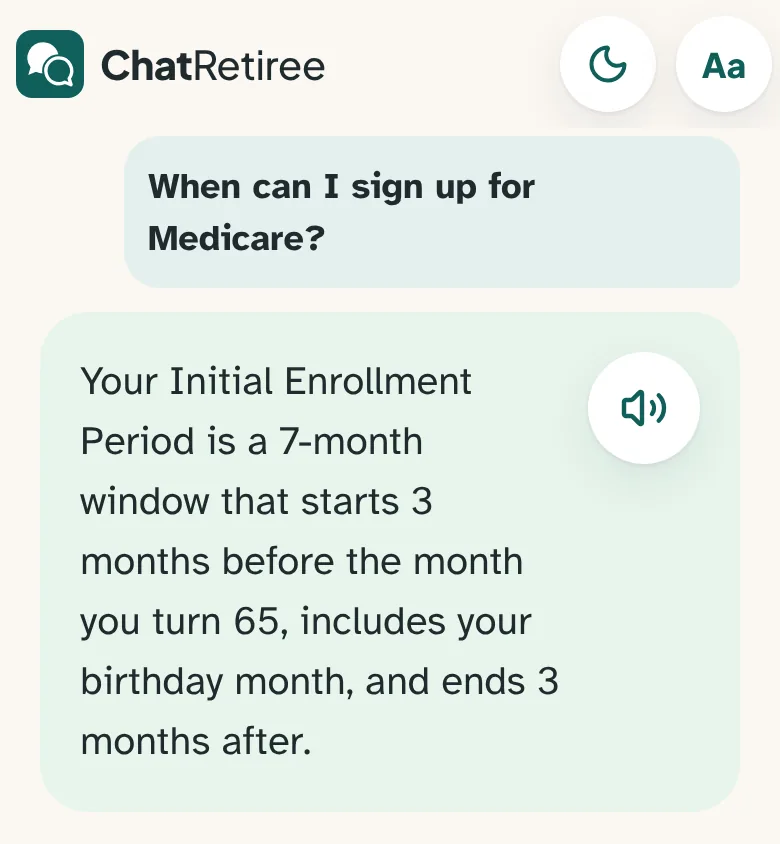 ChatRetiree
Aa
When can I sign up for
Medicare?
Your Initial Enrollment
Period is a 7-month
window that starts 3
months before the month
you turn 65, includes your
birthday month, and ends 3
months after.